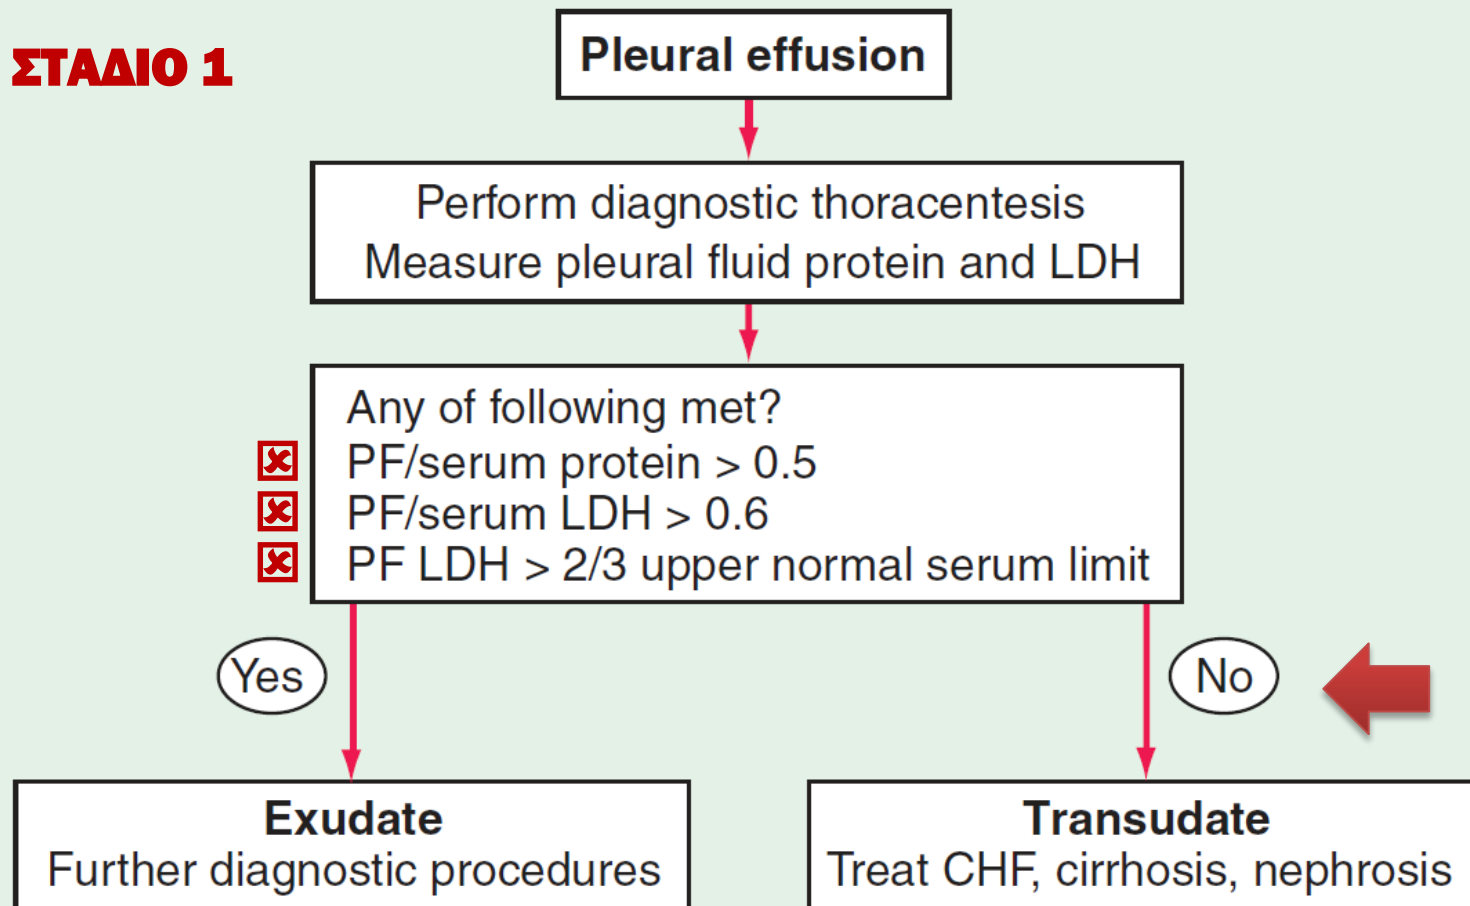 ΣΤΑΔΙΟ 1
Pleural effusion
Perform diagnostic thoracentesis
Measure pleural fluid protein and LDH
Any of following met?
PF/serum protein > 0.5
PF/serum LDH > 0.6
PF LDH > 2/3 upper normal serum limit
Yes
No
Exudate
Further diagnostic procedures
Transudate
Treat CHF, cirrhosis, nephrosis